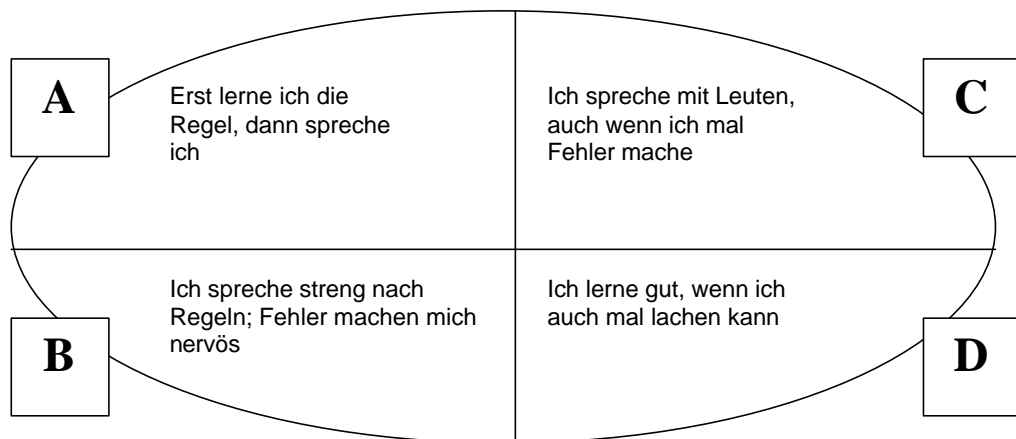 A
Erst lerne ich die
Regel, dann spreche
ich
C
Ich spreche mit Leuten,
auch wenn ich mal
Fehler mache
B
Ich spreche streng nach
Regeln; Fehler machen mich
nervös
D
Ich lerne gut, wenn ich
auch mal lachen kann